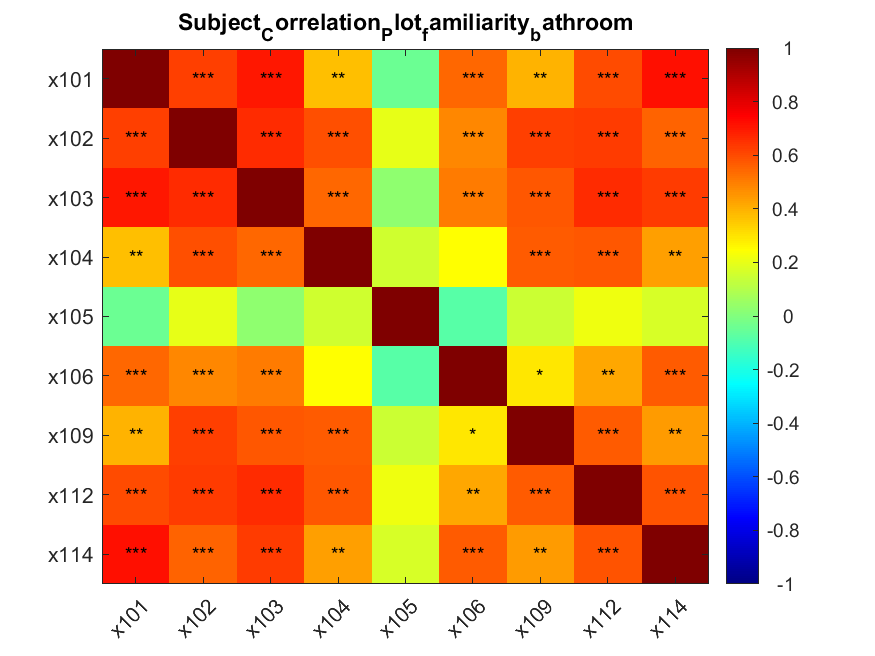 Subject_Correlation_Plot_familiarity_bathroom
x101 *** *** ** *** ** *** ***
x102 *** *** *** *** *** *** ***
x103 *** *** *** *** *** *** ***
x104 ** *** *** *** *** **
x105
x106 *** *** *** * ** ***
x109 ** *** *** *** * *** **
x112 *** *** *** *** ** *** ***
x114 *** *** *** ** *** ** ***
x101 x102 x103 x104 x105 x106 x109 x112 x114
1
0.8
0.6
0.4
0.2
0
-0.2
-0.4
-0.6
-0.8
-1